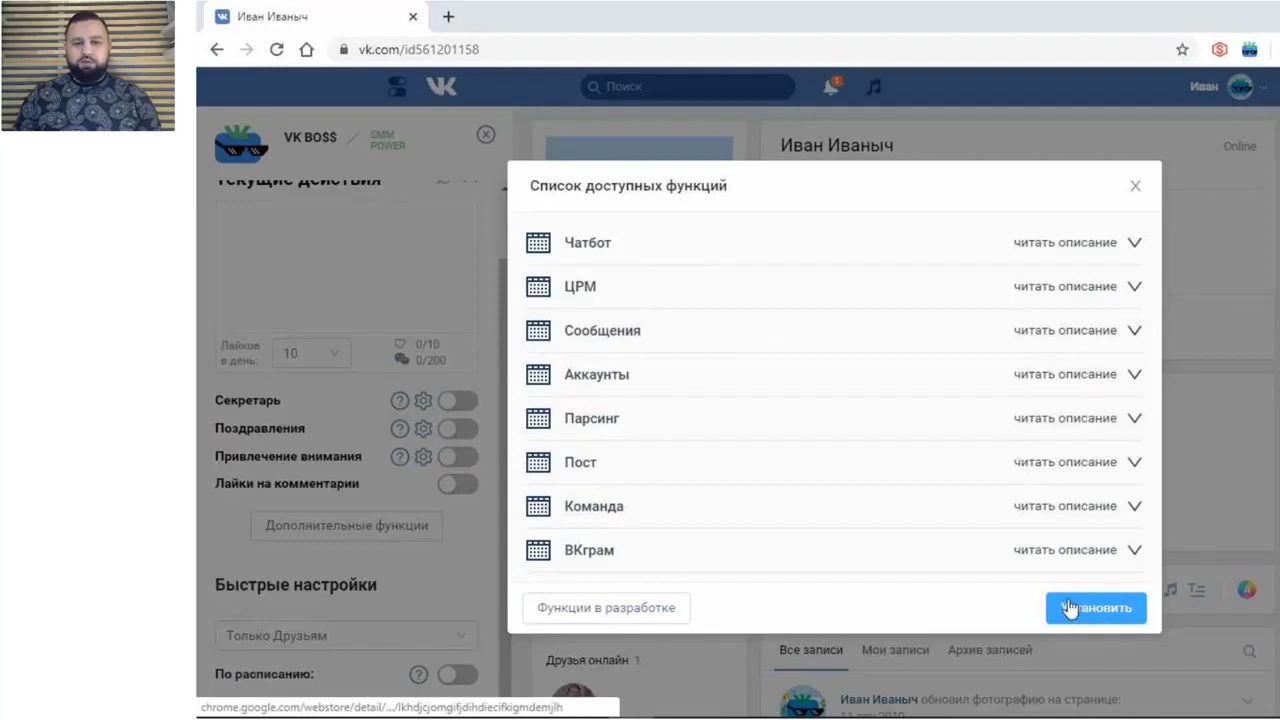 Иван Иваныч
vk.com/id561201158
Поиск
1
Иван
VK BO$$
SMM
POWER
Текущие действия
Лайков
в день:
10
0/10
0/200
Секретарь
Поздравления
Привлечение внимания
Лайки на комментарии
Дополнительные функции
Быстрые настройки
Только Друзьям
По расписанию:
Иван Иваныч
Online
Список доступных функций
Чатбот читать описание
ЦРМ читать описание
Сообщения читать описание
Аккаунты читать описание
Парсинг читать описание
Пост читать описание
Команда читать описание
ВКграм читать описание
Функции в разработке
Установить
Друзья онлайн 1
Все записи Мои записи Архив записей
Иван Иваныч обновил фотографию на странице:
chrome.google.com/webstore/detail/.../lkhdjcjomgifjdihdiecifkigmdemjlh